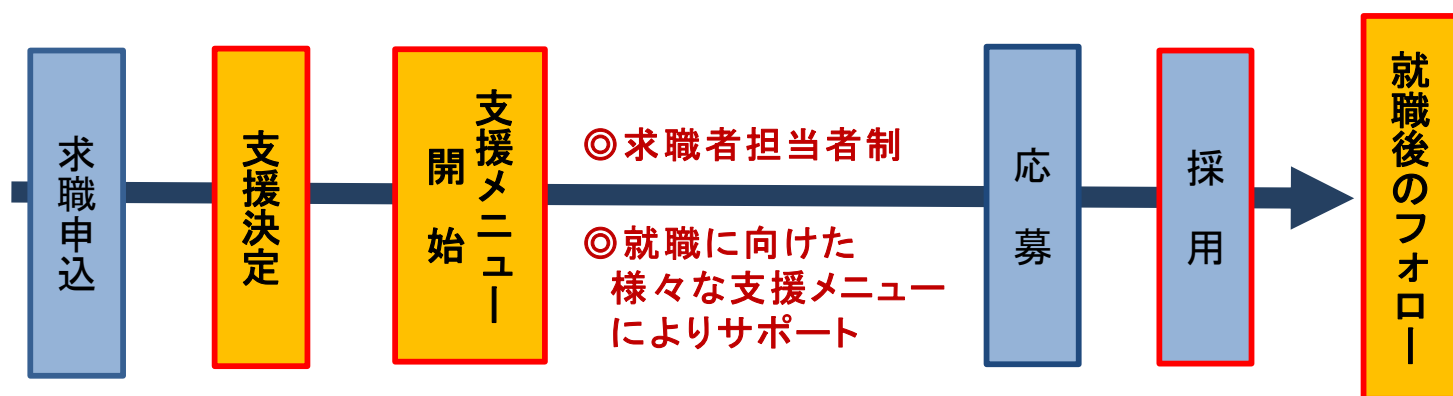 求職申込
支援決定
支援メニュー
開始
◎求職者担当者制
◎就職に向けた
様々な支援メニュー
によりサポート
応募
採用
就職後のフォロー